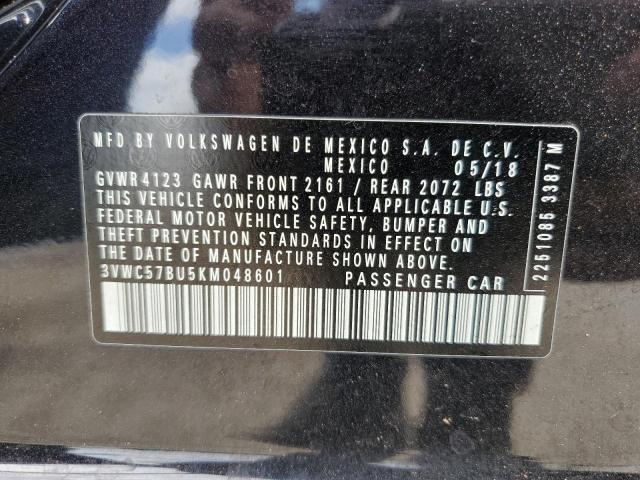 MFD BY VOLKSWAGEN DE MEXICO S.A. DE C.V.
MEXICO 05/18
GVWR 4123 GAWR FRONT 2161 / REAR 2072 LBS
THIS VEHICLE CONFORMS TO ALL APPLICABLE U.S.
FEDERAL MOTOR VEHICLE SAFETY, BUMPER AND
THEFT PREVENTION STANDARDS IN EFFECT ON
THE DATE OF MANUFACTURE SHOWN ABOVE.
3VWC57BU5KM048601 PASSENGER CAR
2251085 3387 M